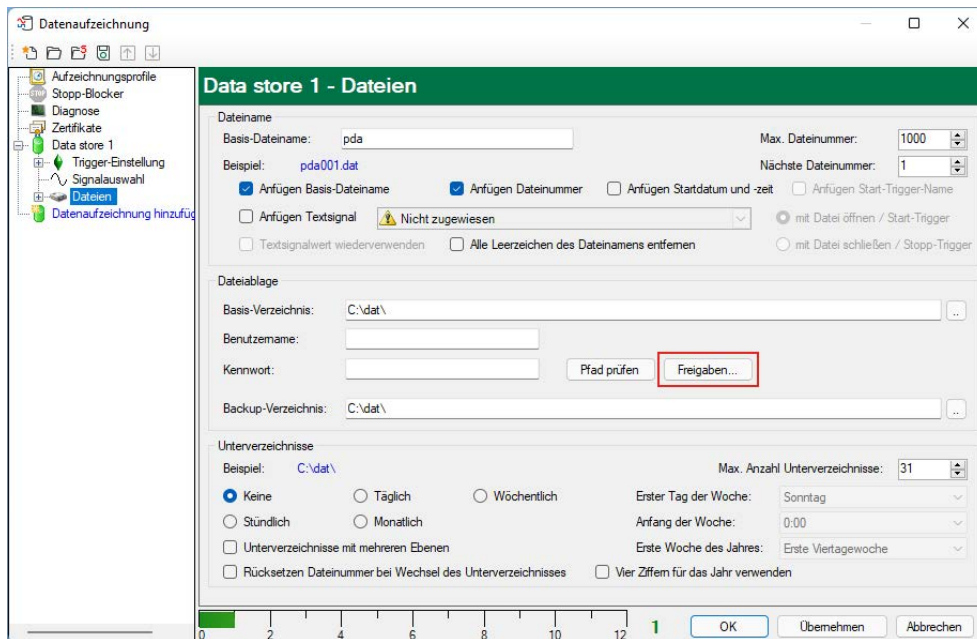 Datenaufzeichnung
Aufzeichnungsprofile
Stopp-Blocker
Diagnose
Zertifikate
Data store 1
Trigger-Einstellung
Signalauswahl
Dateien
Datenaufzeichnung hinzufüg
Data store 1 - Dateien
Dateiname
Basis-Dateiname: pda Max. Dateinummer: 1000
Beispiel: pda001.dat Nächste Dateinummer: 1
Anfügen Basis-Dateiname Anfügen Dateinummer Anfügen Startdatum und -zeit Anfügen Start-Trigger-Name
Anfügen Textsignal Nicht zugewiesen mit Datei öffnen / Start-Trigger
Textsignalwert wiederverwenden Alle Leerzeichen des Dateinamens entfernen mit Datei schließen / Stopp-Trigger
Dateiablage
Basis-Verzeichnis: C:\dat\ ..
Benutzername:
Kennwort: Pfad prüfen Freigaben...
Backup-Verzeichnis: C:\dat\ ..
Unterverzeichnisse
Beispiel: C:\dat\ Max. Anzahl Unterverzeichnisse: 31
Keine Täglich Wöchentlich Erster Tag der Woche: Sonntag
Stündlich Monatlich Anfang der Woche: 0:00
Unterverzeichnisse mit mehreren Ebenen Erste Woche des Jahres: Erste Viertagewoche
Rücksetzen Dateinummer bei Wechsel des Unterverzeichnisses Vier Ziffern für das Jahr verwenden
0 2 4 6 8 10 12 1 OK Übernehmen Abbrechen